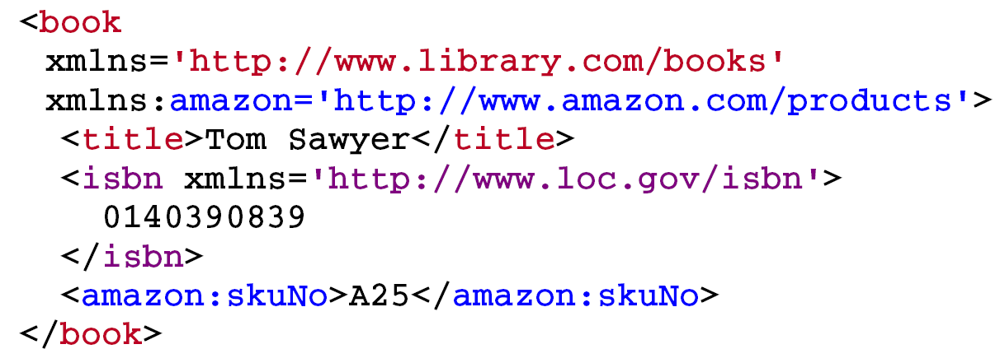 <book
xmlns='http://www.library.com/books'
xmlns:amazon='http://www.amazon.com/products'>
<title>Tom Sawyer</title>
<isbn xmlns='http://www.loc.gov/isbn'>
0140390839
</isbn>
<amazon:skuNo>A25</amazon:skuNo>
</book>